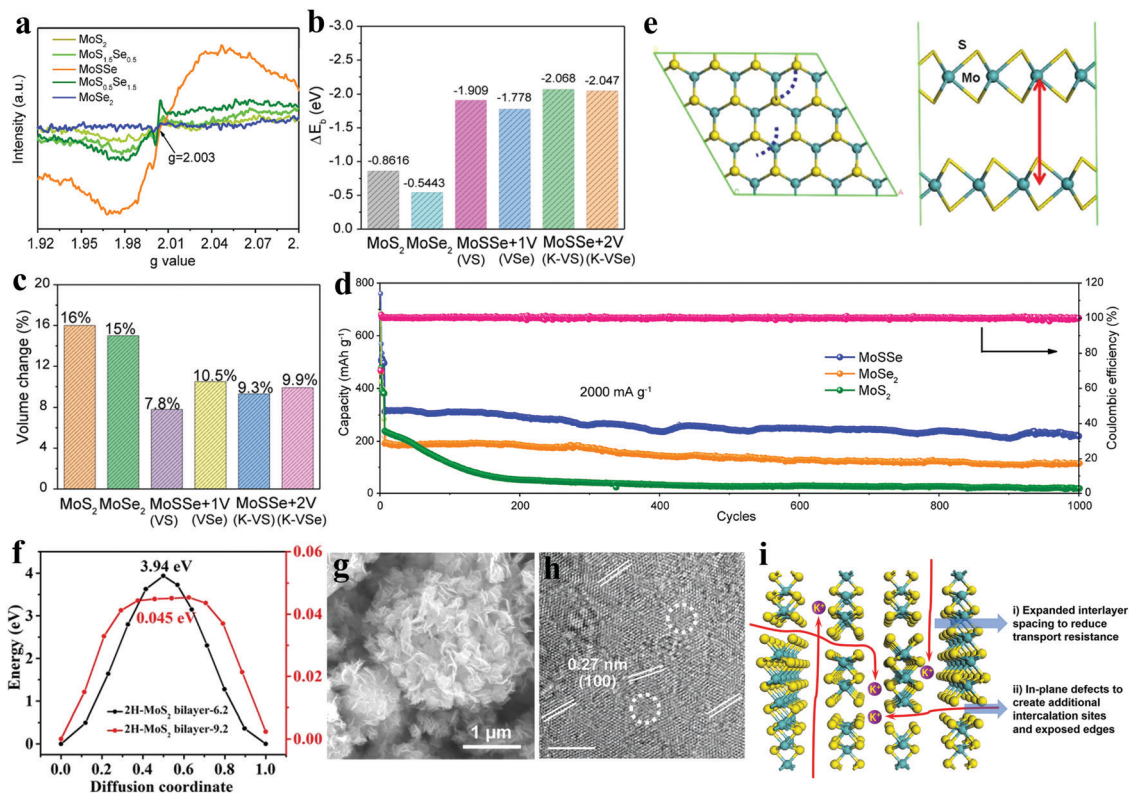 a
MoS2
MoS1.5Se0.5
MoSSe
MoS0.5Se1.5
MoSe2
g=2.003
Intensity (a.u.)
1.92 1.95 1.98 2.01 2.04 2.07 2.
g value
b
ΔEb (eV)
-3.0
-2.5
-2.0
-1.5
-1.0
-0.5
0.0
-0.8616
-0.5443
-1.909
-1.778
-2.068
-2.047
MoS2 MoSe2 MoSSe+1V MoSSe+2V
(VS) (VSe) (K-VS) (K-VSe)
e
S
Mo
c
Volume change (%)
20
16
12
8
4
0
16%
15%
7.8%
10.5%
9.3%
9.9%
MoS2 MoSe2 MoSSe+1V MoSSe+2V
(VS) (VSe) (K-VS) (K-VSe)
d
Capacity (mAh g-1)
800
600
400
200
0
2000 mA g-1
MoSSe
MoSe2
MoS2
0 200 400 600 800 1000
Cycles
120
100
80
60
40
20
0
Coulombic efficiency (%)
f
Energy (eV)
4
3
2
1
0
3.94 eV
0.045 eV
2H-MoS2 bilayer-6.2
2H-MoS2 bilayer-9.2
0.06
0.04
0.02
0.00
0.0 0.2 0.4 0.6 0.8 1.0
Diffusion coordinate
g
1 μm
h
0.27 nm
(100)
i
K+
K+
K+
K+
i) Expanded interlayer
spacing to reduce
transport resistance
ii) In-plane defects to
create additional
intercalation sites
and exposed edges